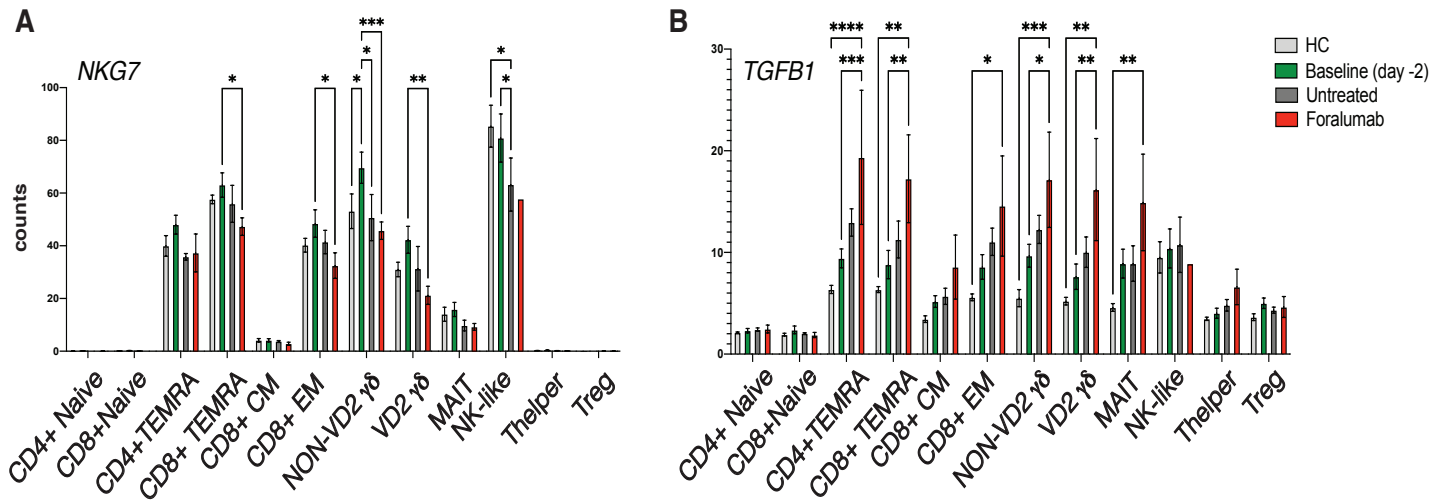 A
NKG7
counts
100
80
60
40
20
0
*
*
*
*
***
**
*
*
CD4+ Naive
CD8+Naive
CD4+TEMRA
CD8+ TEMRA
CD8+ CM
CD8+ EM
NON-VD2 γδ
VD2 γδ
MAIT
NK-like
Thelper
Treg
B
TGFB1
30
20
10
0
****
***
**
**
*
***
*
**
**
**
CD4+ Naive
CD8+Naive
CD4+TEMRA
CD8+ TEMRA
CD8+ CM
CD8+ EM
NON-VD2 γδ
VD2 γδ
MAIT
NK-like
Thelper
Treg
HC
Baseline (day -2)
Untreated
Foralumab